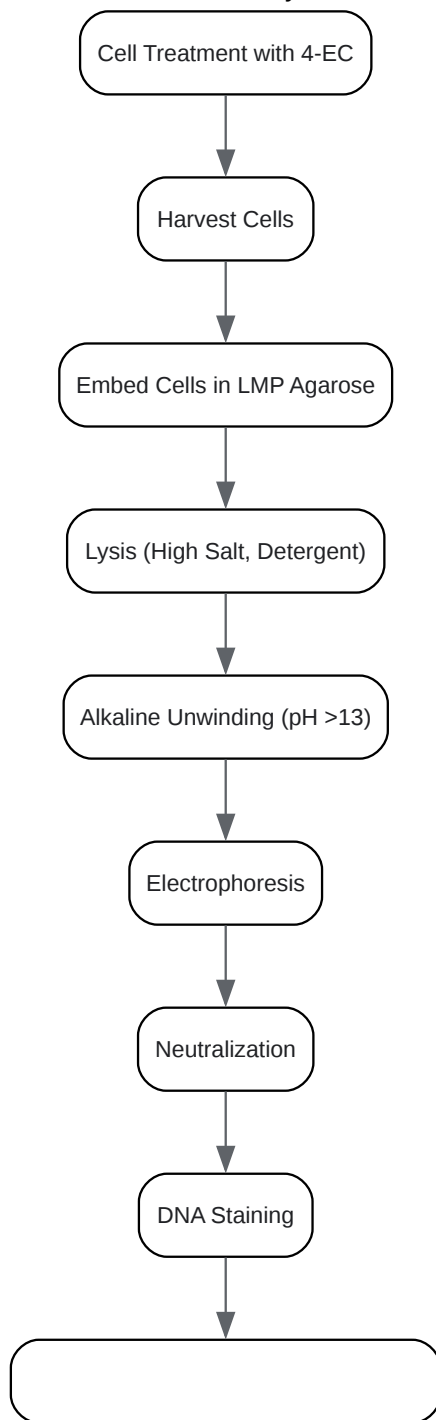 Cell Treatment with 4-EC
Harvest Cells
Embed Cells in LMP Agarose
Lysis (High Salt, Detergent)
Alkaline Unwinding (pH >13)
Electrophoresis
Neutralization
DNA Staining